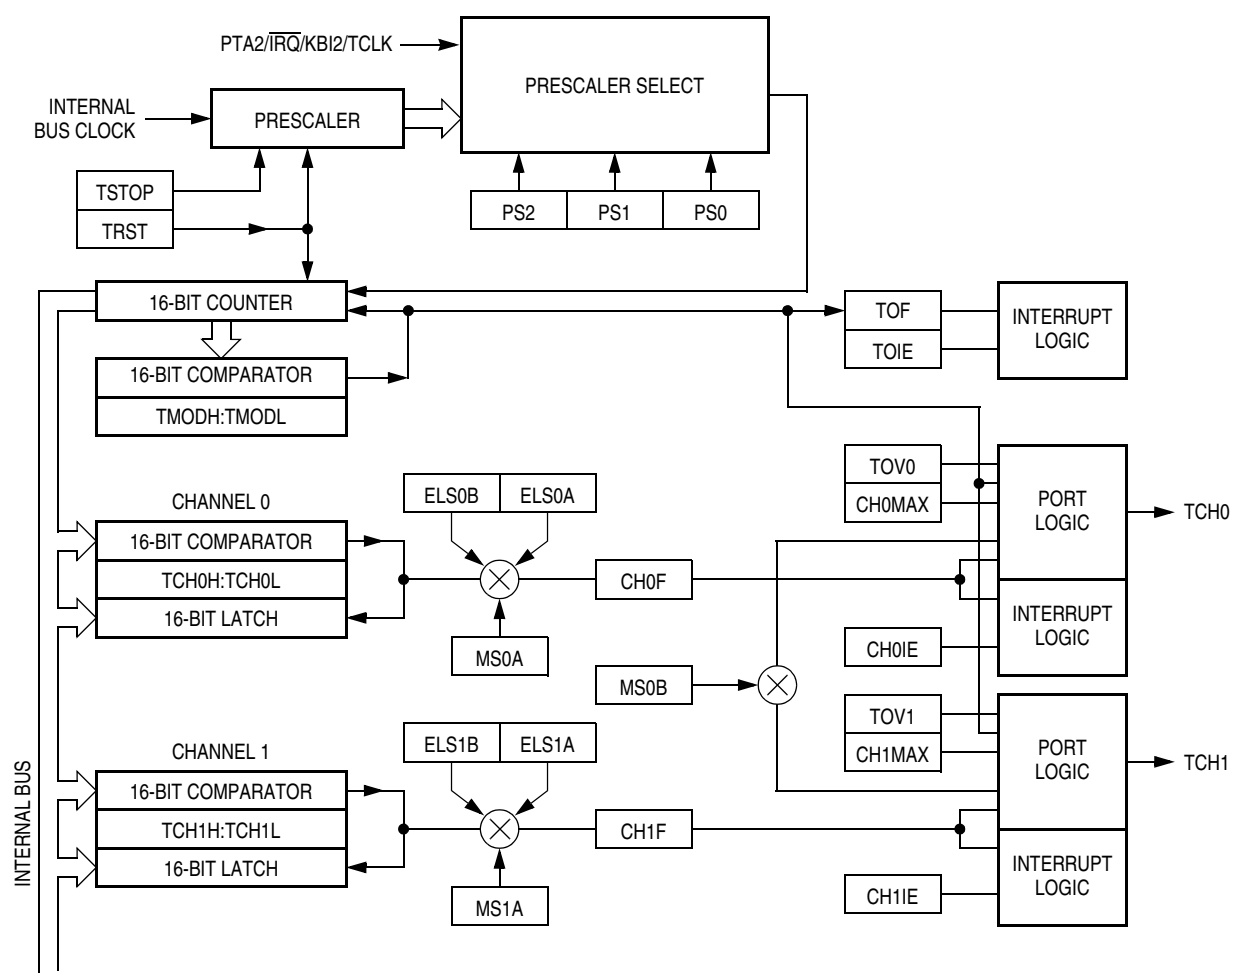 PTA2/IRQ/KBI2/TCLK
PRESCALER SELECT
INTERNAL
BUS CLOCK
PRESCALER
TSTOP
TRST
PS2
PS1
PS0
16-BIT COUNTER
TOF
TOIE
INTERRUPT
LOGIC
16-BIT COMPARATOR
TMODH:TMODL
CHANNEL 0
ELS0B
ELS0A
TOV0
CH0MAX
PORT
LOGIC
TCH0
16-BIT COMPARATOR
TCH0H:TCH0L
16-BIT LATCH
CH0F
INTERRUPT
LOGIC
MS0A
CH0IE
MS0B
CHANNEL 1
ELS1B
ELS1A
TOV1
CH1MAX
PORT
LOGIC
TCH1
16-BIT COMPARATOR
TCH1H:TCH1L
16-BIT LATCH
CH1F
INTERRUPT
LOGIC
MS1A
CH1IE
INTERNAL BUS